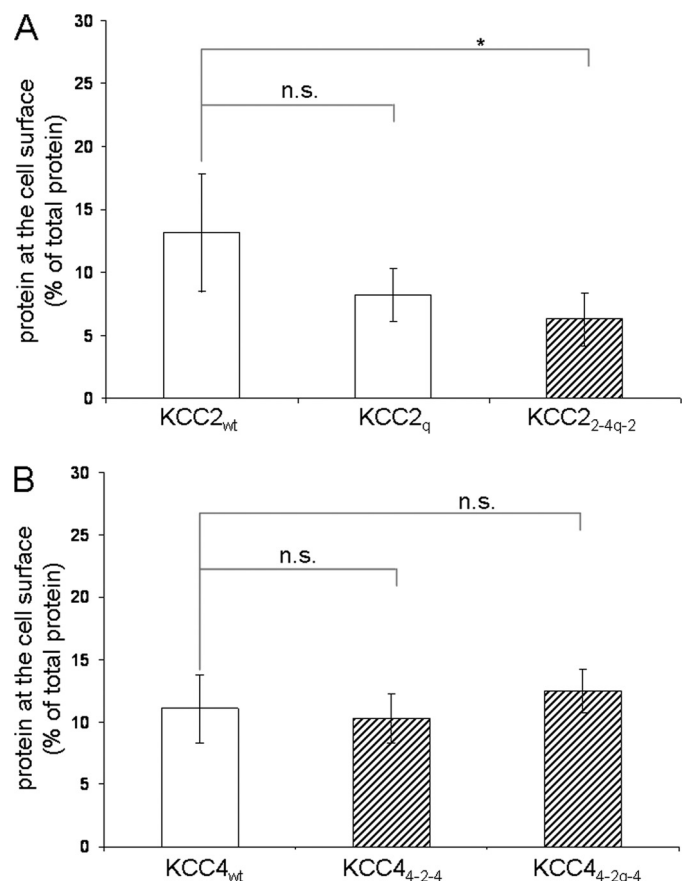 A
protein at the cell surface
(% of total protein)
30
25
20
15
10
5
0
*
n.s.
KCC2wt
KCC2q
KCC22-4q-2
B
protein at the cell surface
(% of total protein)
30
25
20
15
10
5
0
n.s.
n.s.
KCC4wt
KCC44-2-4
KCC44-2q-4